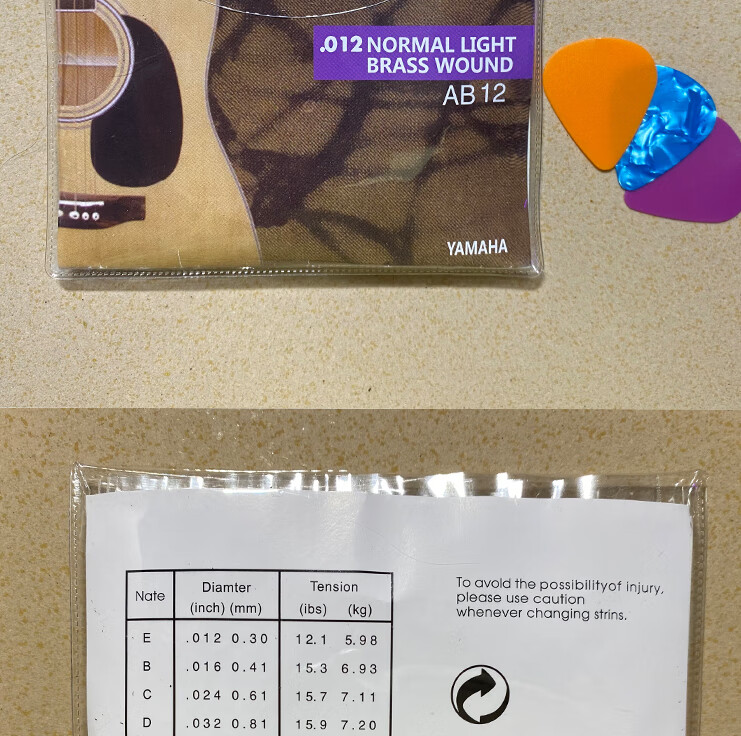 .012 NORMAL LIGHT
BRASS WOUND
AB12
YAMAHA
Nate Diamter Tension
(inch) (mm) (ibs) (kg)
E .012 0.30 12.1 5.98
B .016 0.41 15.3 6.93
C .024 0.61 15.7 7.11
D .032 0.81 15.9 7.20
To avold the possibilityof injury,
please use caution
whenever changing strins.